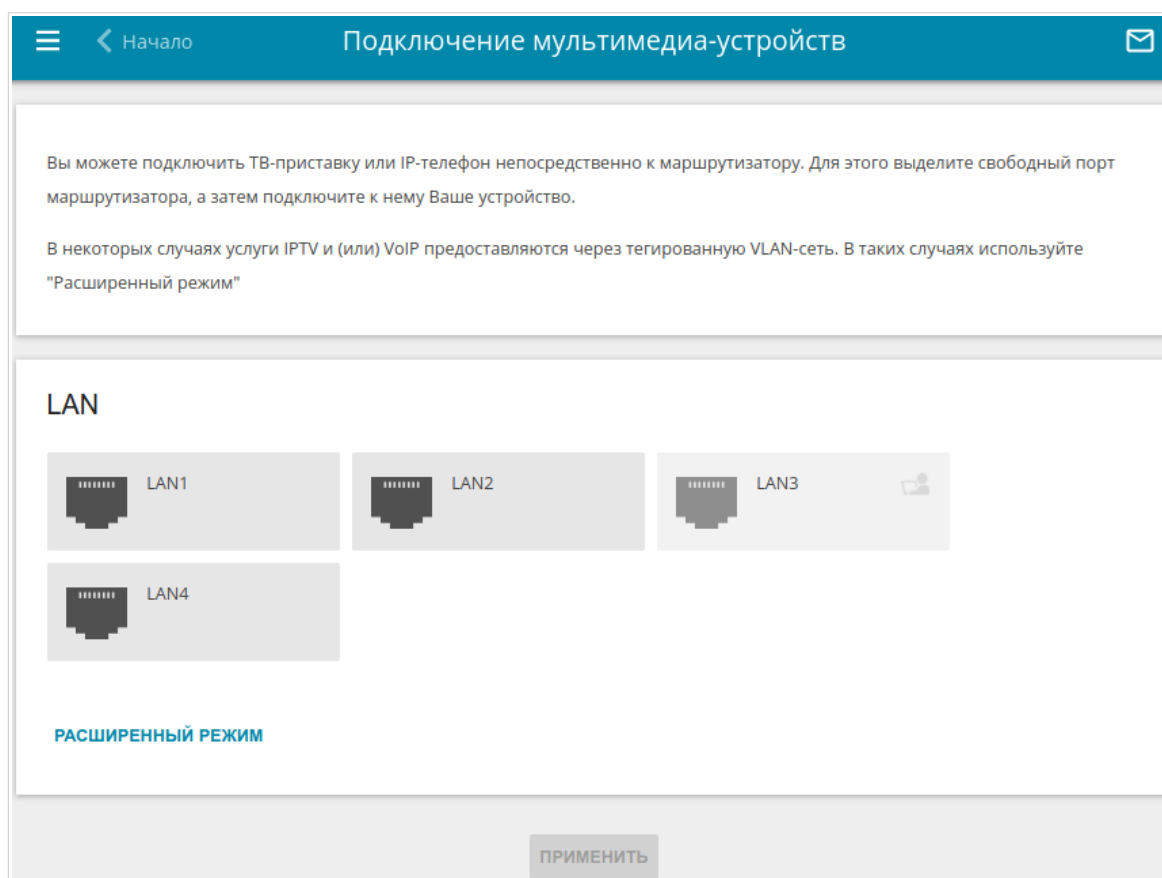 Начало
Подключение мультимедиа-устройств
Вы можете подключить ТВ-приставку или IP-телефон непосредственно к маршрутизатору. Для этого выделите свободный порт
маршрутизатора, а затем подключите к нему Ваше устройство.
В некоторых случаях услуги IPTV и (или) VoIP предоставляются через тегированную VLAN-сеть. В таких случаях используйте
"Расширенный режим"
LAN
LAN1
LAN2
LAN3
LAN4
РАСШИРЕННЫЙ РЕЖИМ
ПРИМЕНИТЬ